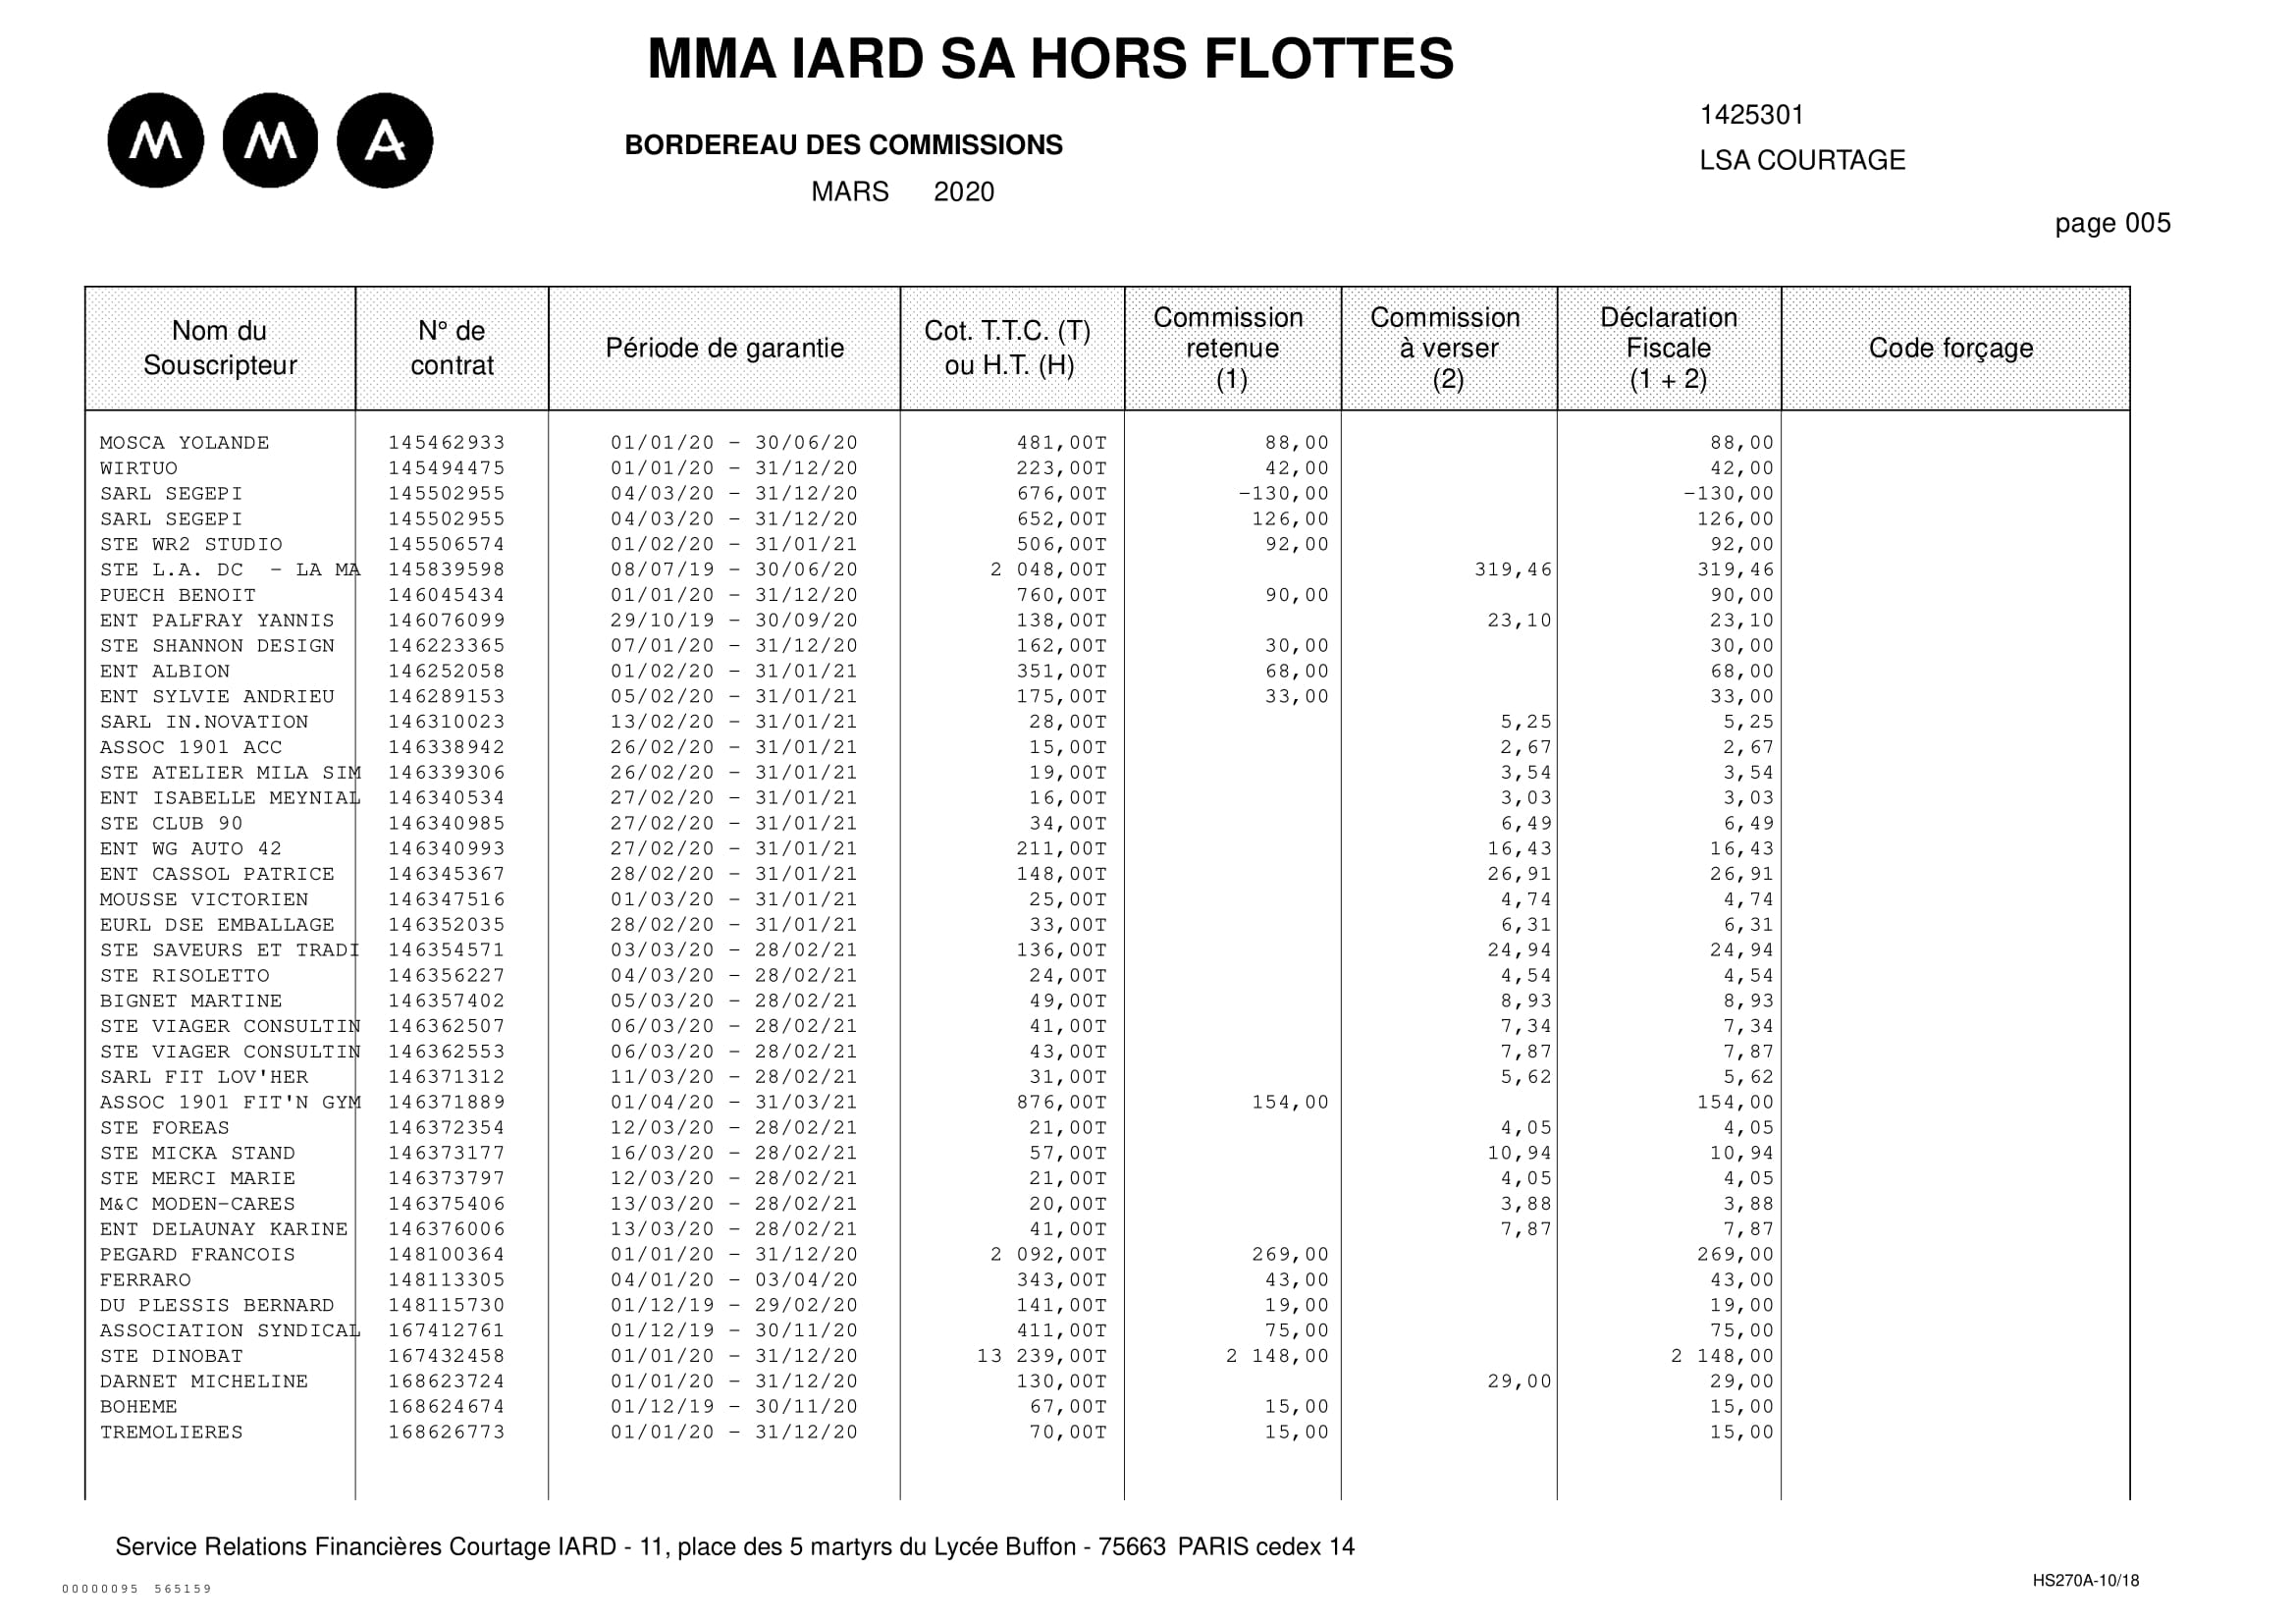 MMA IARD SA HORS FLOTTES
M M A
1425301
BORDEREAU DES COMMISSIONS
LSA COURTAGE
MARS 2020
page 005
Nom du Souscripteur N° de contrat Période de garantie Cot. T.T.C. (T) ou H.T. (H) Commission retenue (1) Commission à verser (2) Déclaration Fiscale (1 + 2) Code forçage
MOSCA YOLANDE 145462933 01/01/20 - 30/06/20 481,00T 88,00 88,00
WIRTUO 145494475 01/01/20 - 31/12/20 223,00T 42,00 42,00
SARL SEGEPI 145502955 04/03/20 - 31/12/20 676,00T -130,00 -130,00
SARL SEGEPI 145502955 04/03/20 - 31/12/20 652,00T 126,00 126,00
STE WR2 STUDIO 145506574 01/02/20 - 31/01/21 506,00T 92,00 92,00
STE L.A. DC - LA MA 145839598 08/07/19 - 30/06/20 2 048,00T 319,46 319,46
PUECH BENOIT 146045434 01/01/20 - 31/12/20 760,00T 90,00 90,00
ENT PALFRAY YANNIS 146076099 29/10/19 - 30/09/20 138,00T 23,10 23,10
STE SHANNON DESIGN 146223365 07/01/20 - 31/12/20 162,00T 30,00 30,00
ENT ALBION 146252058 01/02/20 - 31/01/21 351,00T 68,00 68,00
ENT SYLVIE ANDRIEU 146289153 05/02/20 - 31/01/21 175,00T 33,00 33,00
SARL IN.NOVATION 146310023 13/02/20 - 31/01/21 28,00T 5,25 5,25
ASSOC 1901 ACC 146338942 26/02/20 - 31/01/21 15,00T 2,67 2,67
STE ATELIER MILA SIM 146339306 26/02/20 - 31/01/21 19,00T 3,54 3,54
ENT ISABELLE MEYNIAL 146340534 27/02/20 - 31/01/21 16,00T 3,03 3,03
STE CLUB 90 146340985 27/02/20 - 31/01/21 34,00T 6,49 6,49
ENT WG AUTO 42 146340993 27/02/20 - 31/01/21 211,00T 16,43 16,43
ENT CASSOL PATRICE 146345367 28/02/20 - 31/01/21 148,00T 26,91 26,91
MOUSSE VICTORIEN 146347516 01/03/20 - 31/01/21 25,00T 4,74 4,74
EURL DSE EMBALLAGE 146352035 28/02/20 - 31/01/21 33,00T 6,31 6,31
STE SAVEURS ET TRADI 146354571 03/03/20 - 28/02/21 136,00T 24,94 24,94
STE RISOLETTO 146356227 04/03/20 - 28/02/21 24,00T 4,54 4,54
BIGNET MARTINE 146357402 05/03/20 - 28/02/21 49,00T 8,93 8,93
STE VIAGER CONSULTIN 146362507 06/03/20 - 28/02/21 41,00T 7,34 7,34
STE VIAGER CONSULTIN 146362553 06/03/20 - 28/02/21 43,00T 7,87 7,87
SARL FIT LOV'HER 146371312 11/03/20 - 28/02/21 31,00T 5,62 5,62
ASSOC 1901 FIT'N GYM 146371889 01/04/20 - 31/03/21 876,00T 154,00 154,00
STE FOREAS 146372354 12/03/20 - 28/02/21 21,00T 4,05 4,05
STE MICKA STAND 146373177 16/03/20 - 28/02/21 57,00T 10,94 10,94
STE MERCI MARIE 146373797 12/03/20 - 28/02/21 21,00T 4,05 4,05
M&C MODEN-CARES 146375406 13/03/20 - 28/02/21 20,00T 3,88 3,88
ENT DELAUNAY KARINE 146376006 13/03/20 - 28/02/21 41,00T 7,87 7,87
PEGARD FRANCOIS 148100364 01/01/20 - 31/12/20 2 092,00T 269,00 269,00
FERRARO 148113305 04/01/20 - 03/04/20 343,00T 43,00 43,00
DU PLESSIS BERNARD 148115730 01/12/19 - 29/02/20 141,00T 19,00 19,00
ASSOCIATION SYNDICAL 167412761 01/12/19 - 30/11/20 411,00T 75,00 75,00
STE DINOBAT 167432458 01/01/20 - 31/12/20 13 239,00T 2 148,00 2 148,00
DARNET MICHELINE 168623724 01/01/20 - 31/12/20 130,00T 29,00 29,00
BOHEME 168624674 01/12/19 - 30/11/20 67,00T 15,00 15,00
TREMOLIERES 168626773 01/01/20 - 31/12/20 70,00T 15,00 15,00
Service Relations Financières Courtage IARD - 11, place des 5 martyrs du Lycée Buffon - 75663 PARIS cedex 14
HS270A-10/18
00000095 565159